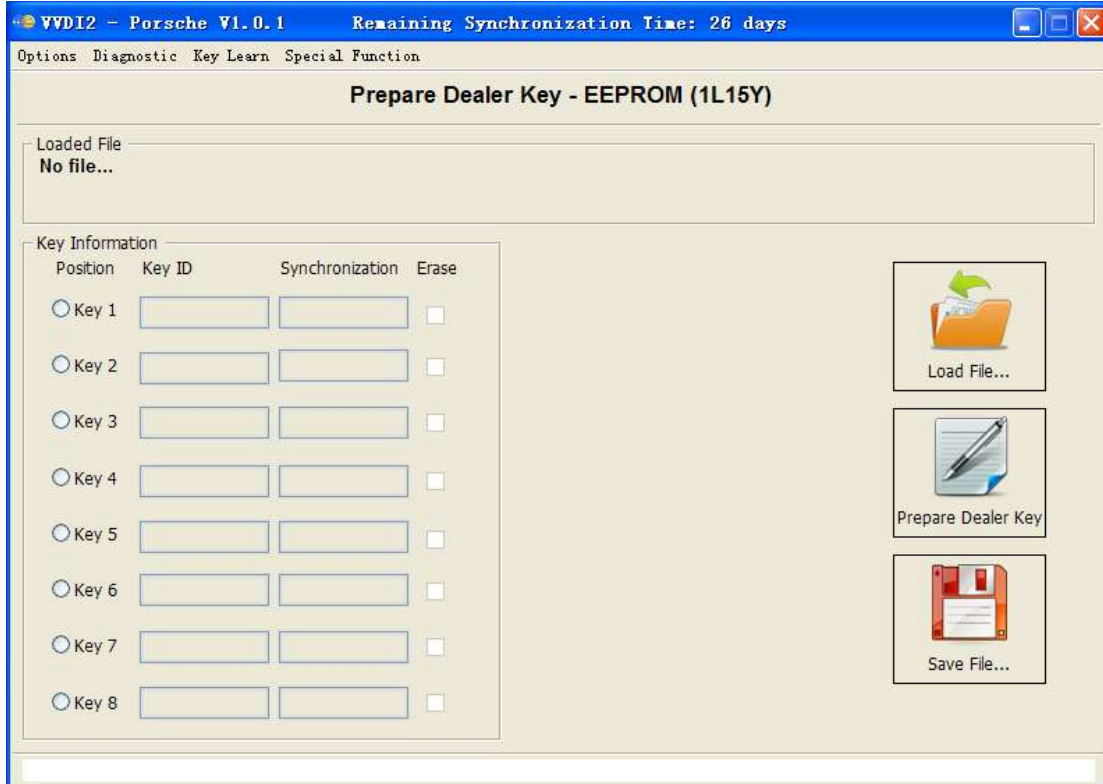 VVDI2 - Porsche V1.0.1 Remaining Synchronization Time: 26 days
Options Diagnostic Key Learn Special Function
Prepare Dealer Key - EEPROM (1L15Y)
Loaded File
No file...
Key Information
Position Key ID Synchronization Erase
Key 1
Key 2
Key 3
Key 4
Key 5
Key 6
Key 7
Key 8
Load File...
Prepare Dealer Key
Save File...